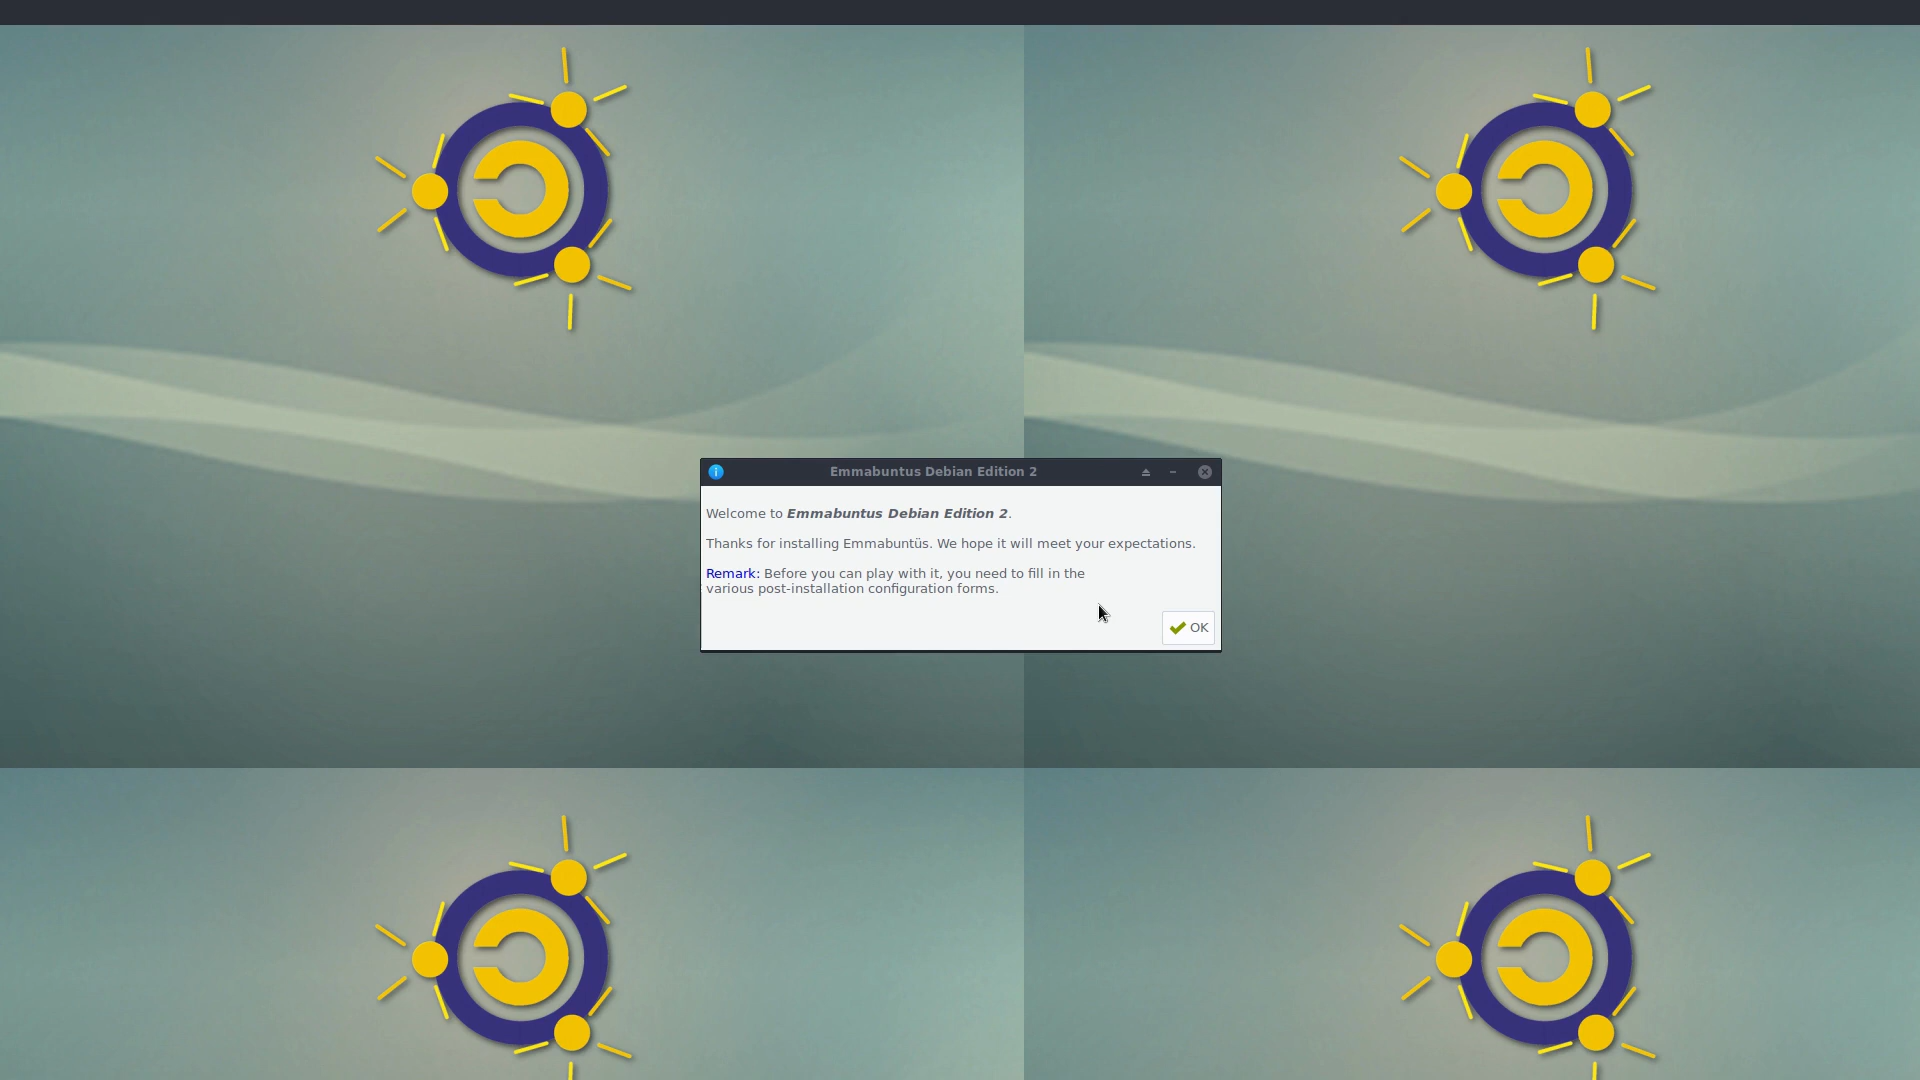 Emmabuntus Debian Edition 2
Welcome to Emmabuntus Debian Edition 2.
Thanks for installing Emmabuntüs. We hope it will meet your expectations.
Remark: Before you can play with it, you need to fill in the
various post-installation configuration forms.
OK